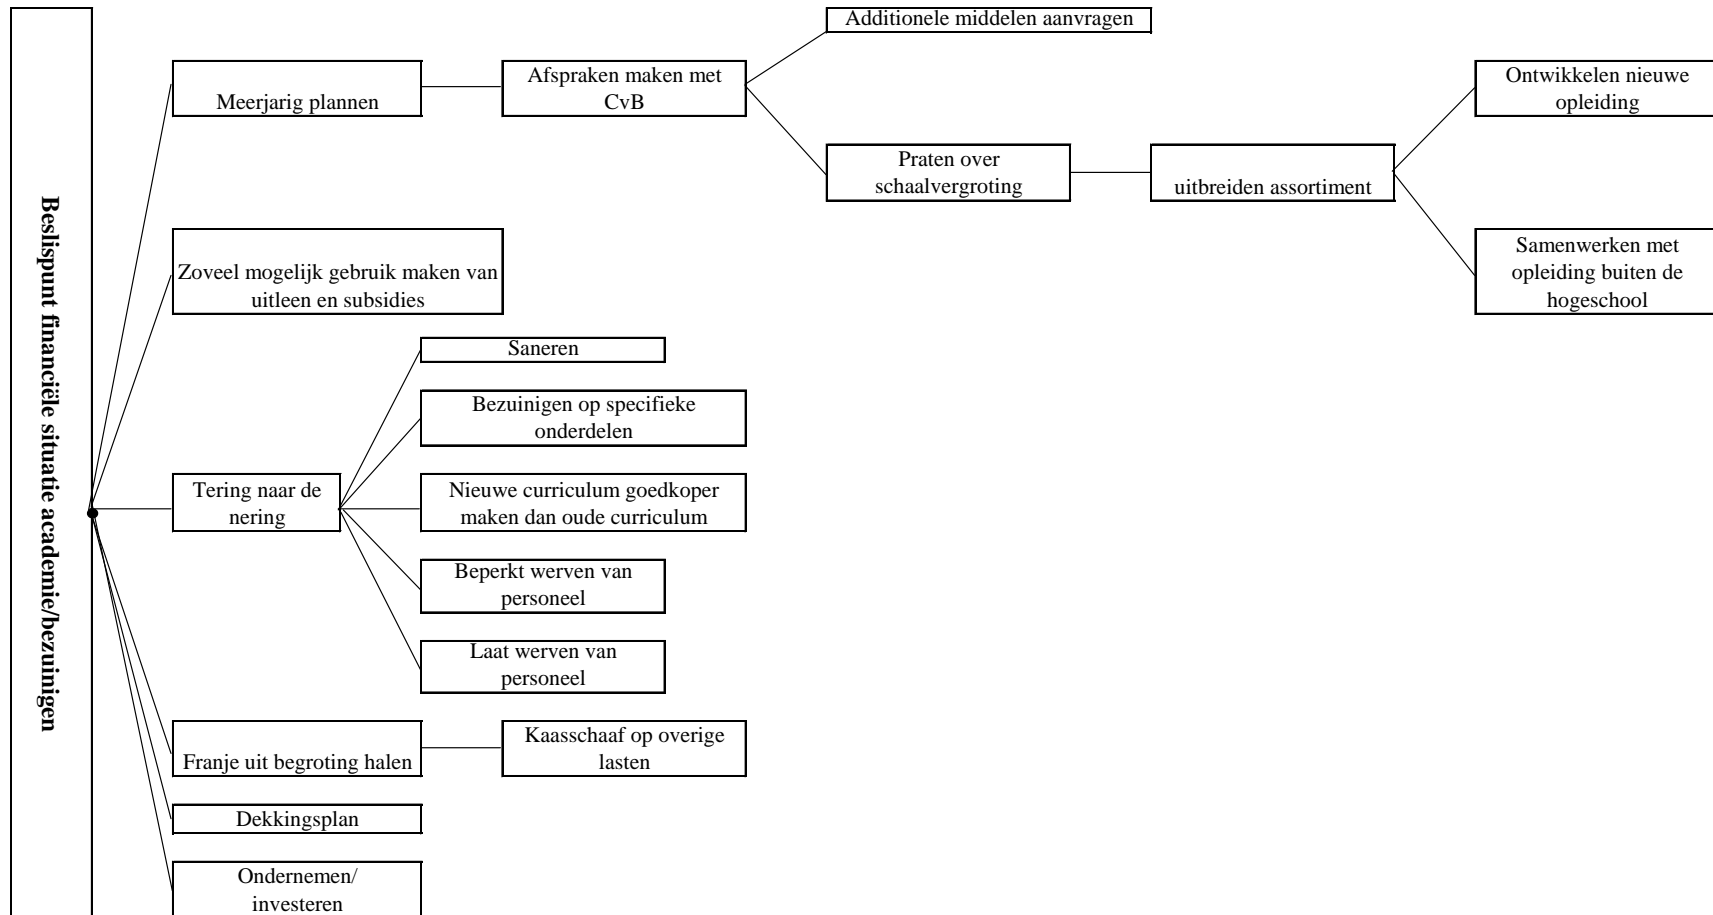 Beslispunt financiële situatie academie/bezuinigen
Meerjarig plannen
Afspraken maken met
CvB
Additionele middelen aanvragen
Praten over
schaalvergroting
uitbreiden assortiment
Ontwikkelen nieuwe
opleiding
Samenwerken met
opleiding buiten de
hogeschool
Zoveel mogelijk gebruik maken van
uitleen en subsidies
Tering naar de
nering
Saneren
Bezuinigen op specifieke
onderdelen
Nieuwe curriculum goedkoper
maken dan oude curriculum
Beperkt werven van
personeel
Laat werven van
personeel
Franje uit begroting halen
Kaasschaaf op overige
lasten
Dekkingsplan
Ondernemen/
investeren